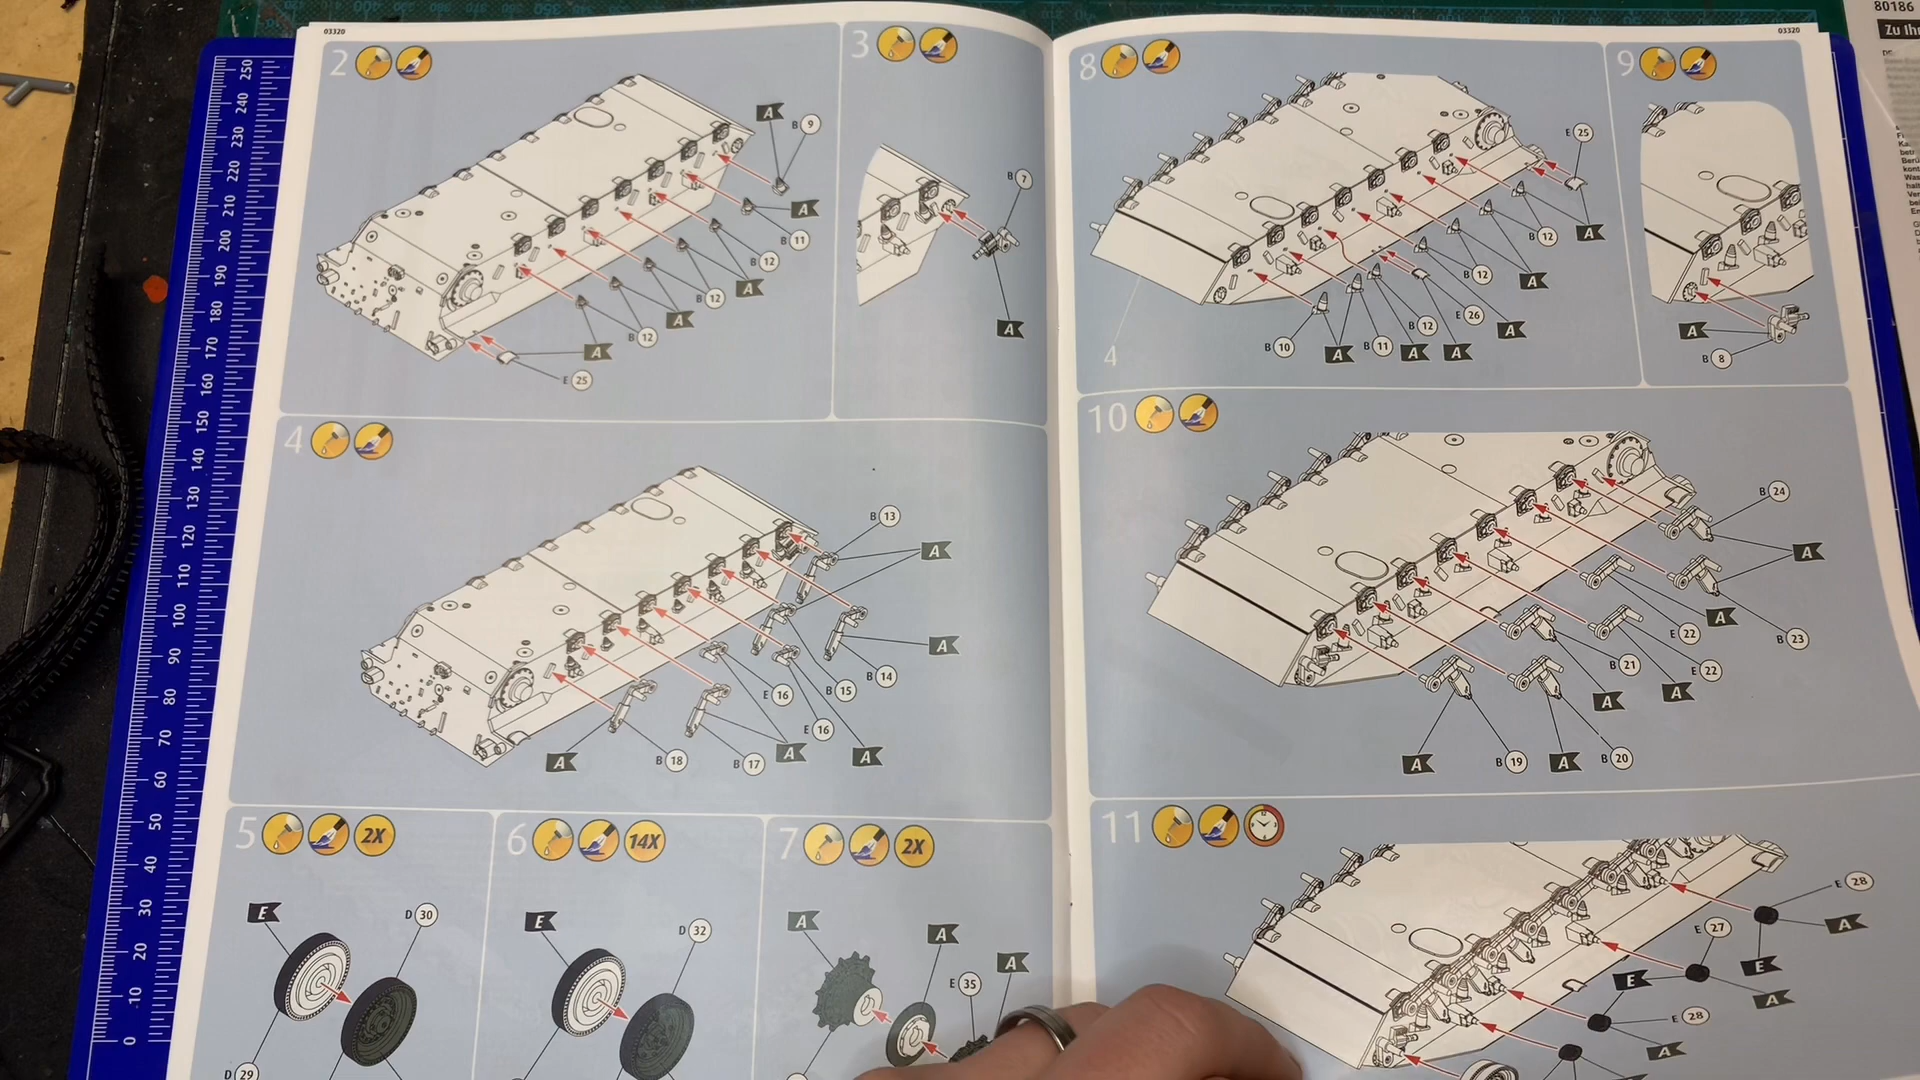 03320
2
A
B 9
A
B 11
B 12
A
B 12
A
B 12
A
E 25
3
B 7
A
4
B 13
A
A
B 14
B 15
E 16
E 16
A
A
B 17
B 18
A
5
2X
E
D 30
D 29
6
14X
E
D 32
7
2X
A
A
A
E 35
03320
8
E 25
A
B 12
A
B 12
A
E 26
B 12
A
A
B 11
A
B 10
4
9
A
B 8
10
B 24
A
B 23
A
E 22
E 22
A
B 21
A
B 20
A
B 19
A
11
E 28
A
E 27
E
A
E
E 28
A
250
240
230
220
210
200
190
180
170
160
150
140
130
120
110
100
90
80
70
60
50
40
30
20
10
0
80186
Zu Ih